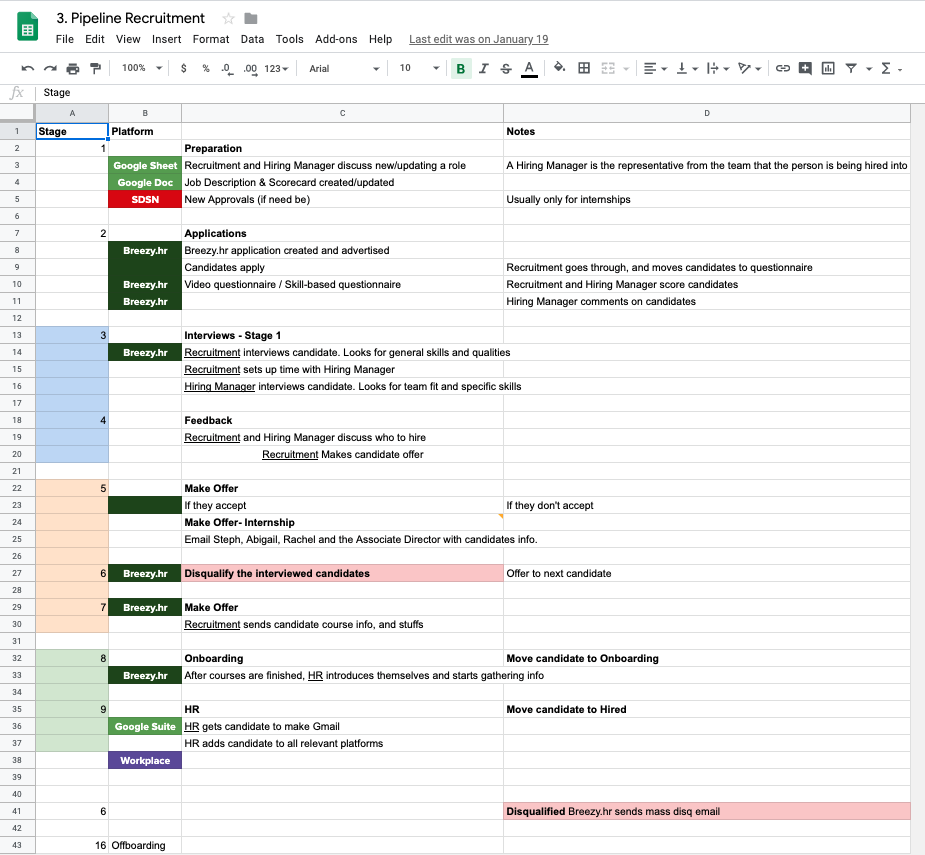 3. Pipeline Recruitment
File Edit View Insert Format Data Tools Add-ons Help Last edit was on January 19
100% $ % .0 .00 123 Arial 10 B I S A
fx Stage
A B C D
1 Stage Platform Notes
2 1 Preparation
3 Google Sheet Recruitment and Hiring Manager discuss new/updating a role A Hiring Manager is the representative from the team that the person is being hired into
4 Google Doc Job Description & Scorecard created/updated
5 SDSN New Approvals (if need be) Usually only for internships
6
7 2 Applications
8 Breezy.hr Breezy.hr application created and advertised
9 Candidates apply Recruitment goes through, and moves candidates to questionnaire
10 Breezy.hr Video questionnaire / Skill-based questionnaire Recruitment and Hiring Manager score candidates
11 Breezy.hr Hiring Manager comments on candidates
12
13 3 Interviews - Stage 1
14 Breezy.hr Recruitment interviews candidate. Looks for general skills and qualities
15 Recruitment sets up time with Hiring Manager
16 Hiring Manager interviews candidate. Looks for team fit and specific skills
17
18 4 Feedback
19 Recruitment and Hiring Manager discuss who to hire
20 Recruitment Makes candidate offer
21
22 5 Make Offer
23 If they accept If they don't accept
24 Make Offer- Internship
25 Email Steph, Abigail, Rachel and the Associate Director with candidates info.
26
27 6 Breezy.hr Disqualify the interviewed candidates Offer to next candidate
28
29 7 Breezy.hr Make Offer
30 Recruitment sends candidate course info, and stuffs
31
32 8 Onboarding Move candidate to Onboarding
33 Breezy.hr After courses are finished, HR introduces themselves and starts gathering info
34
35 9 HR Move candidate to Hired
36 Google Suite HR gets candidate to make Gmail
37 HR adds candidate to all relevant platforms
38 Workplace
39
40
41 6 Disqualified Breezy.hr sends mass disq email
42
43 16 Offboarding